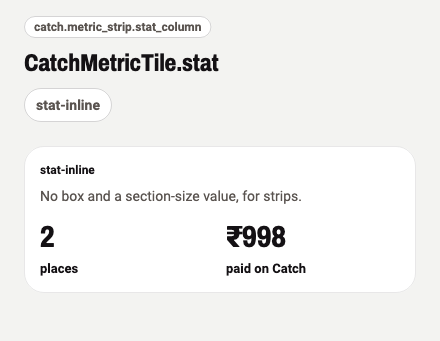 catch.metric_strip.stat_column
CatchMetricTile.stat
stat-inline
stat-inline
No box and a section-size value, for strips.
2 ₹998
places paid on Catch